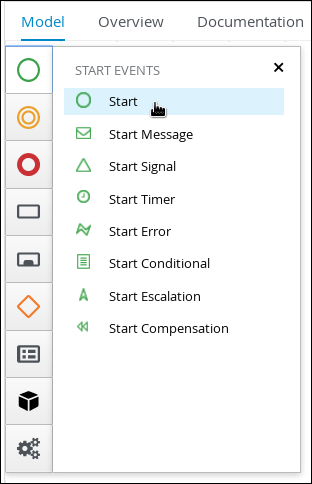 Model Overview Documentation
START EVENTS
Start
Start Message
Start Signal
Start Timer
Start Error
Start Conditional
Start Escalation
Start Compensation